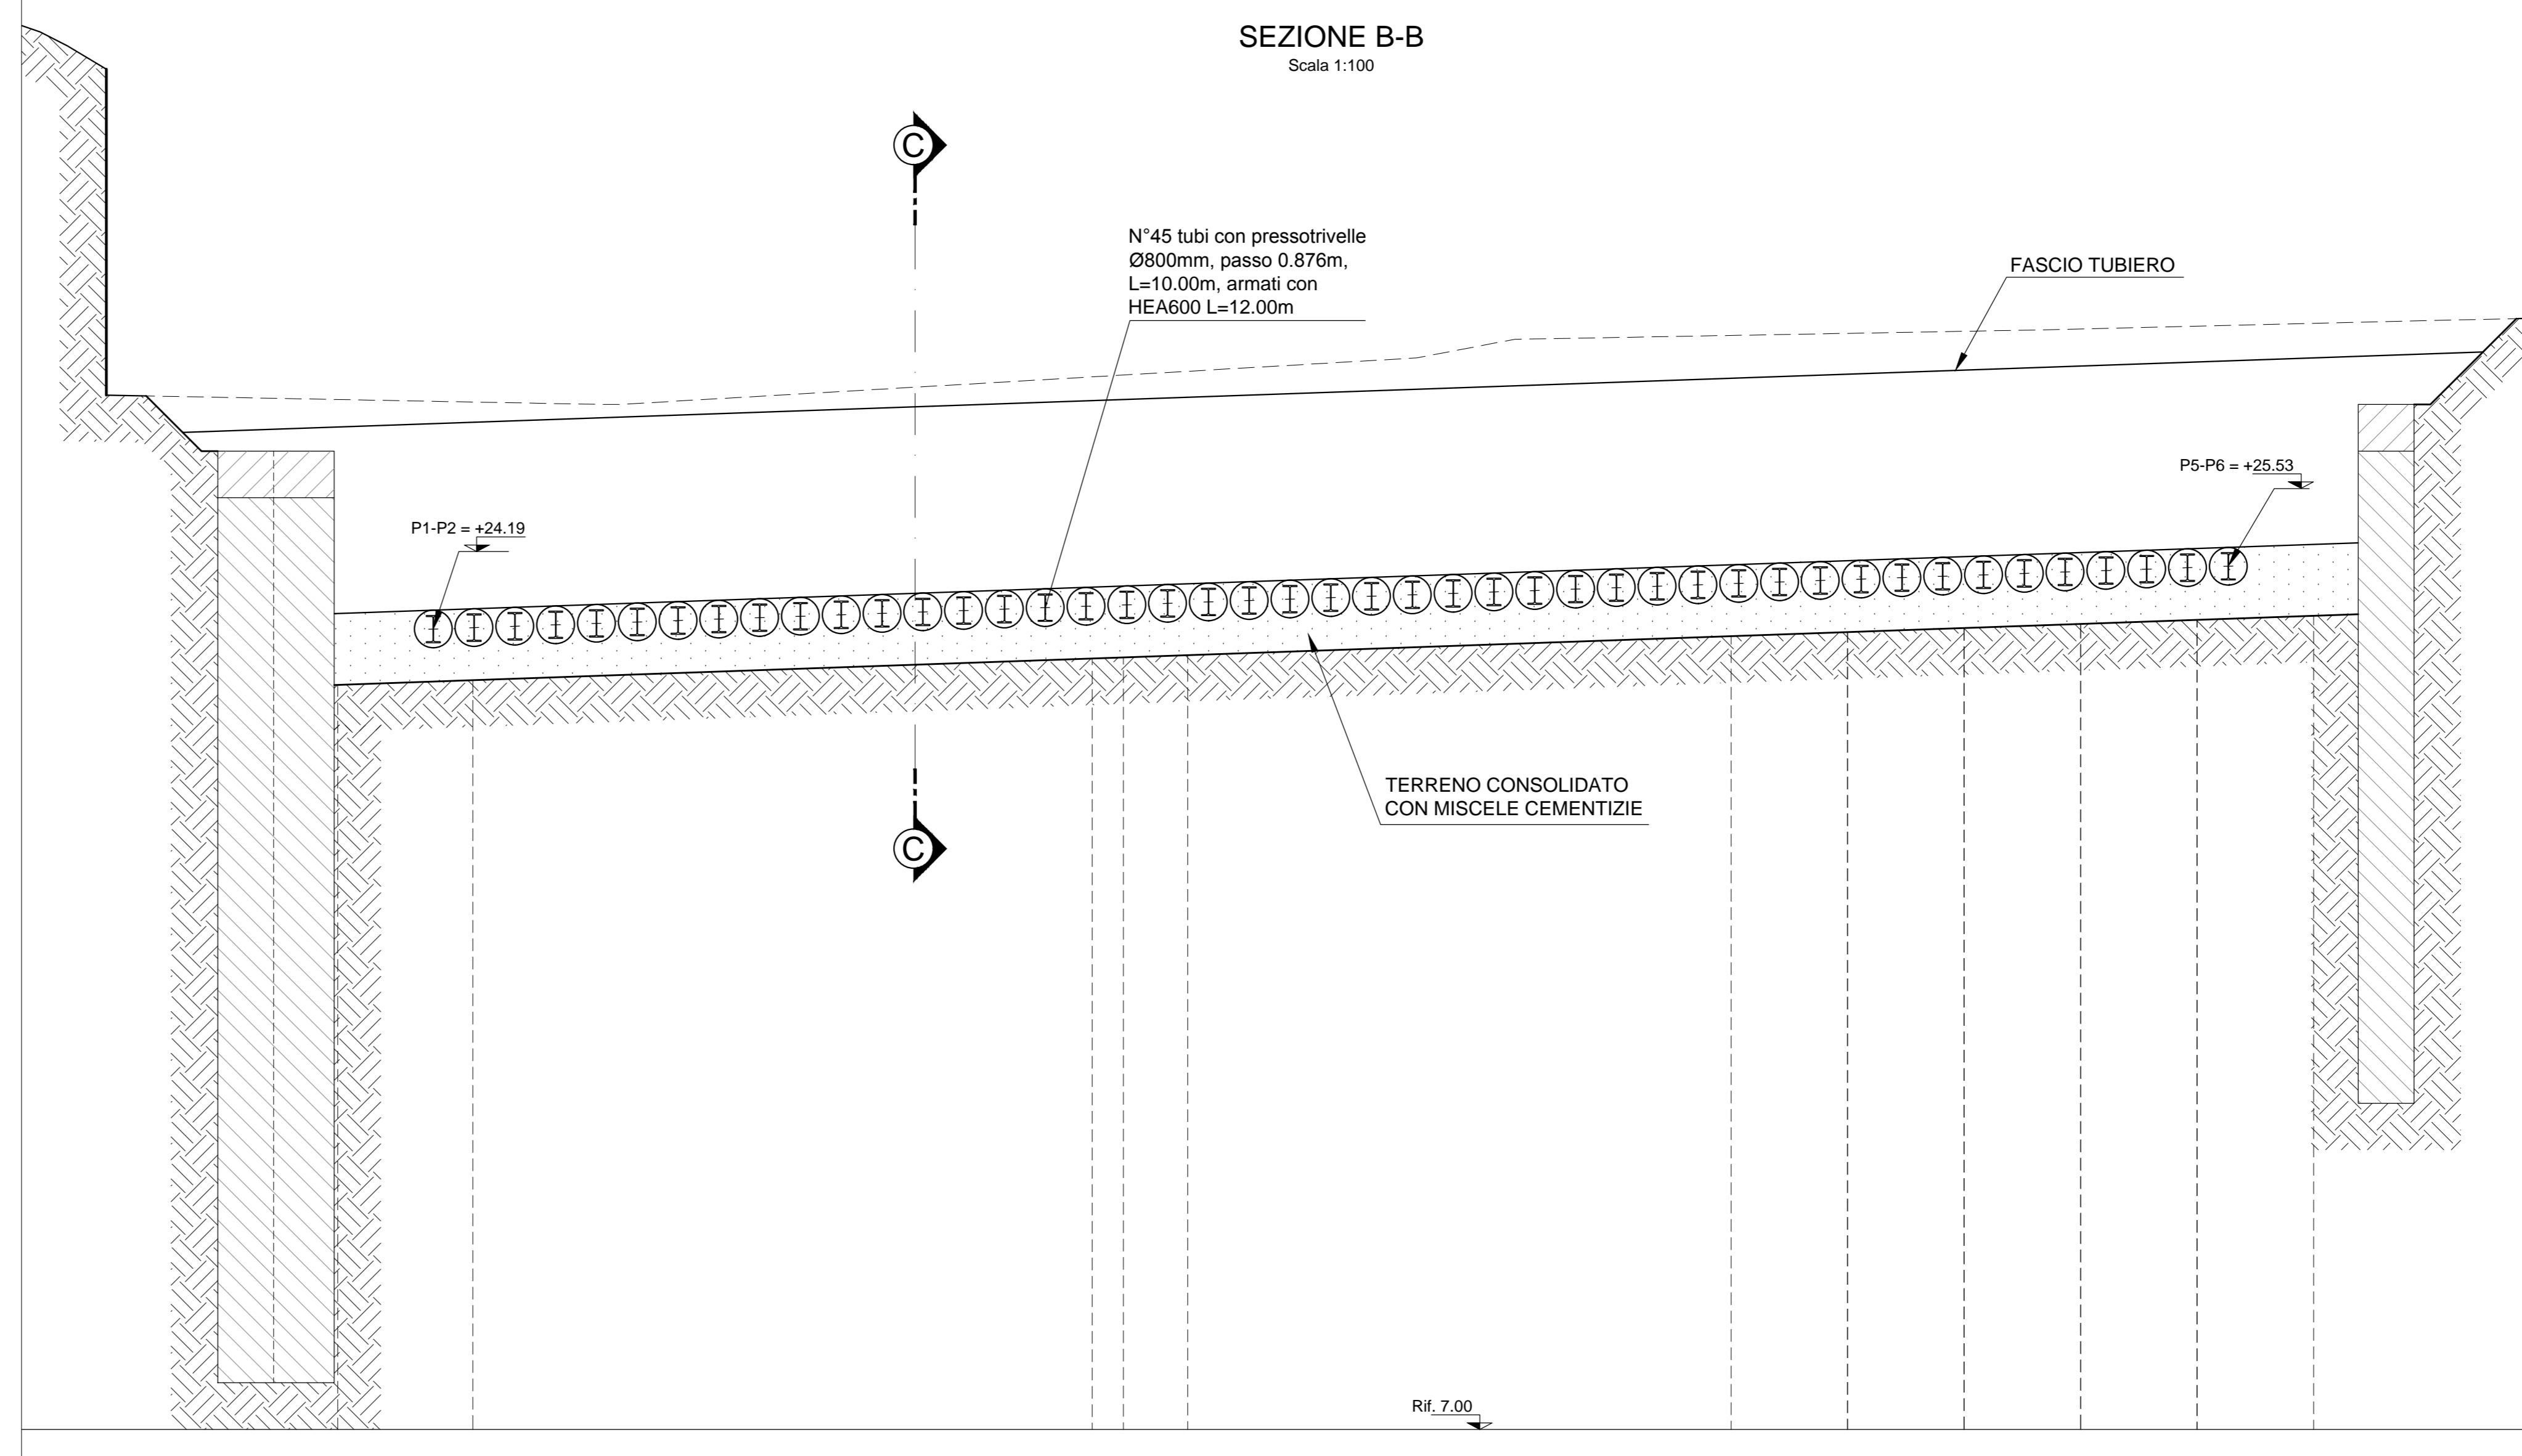 SEZIONE B-B
Scala 1:100
C
N°45 tubi con pressotrivelle
Ø800mm, passo 0.876m,
L=10.00m, armati con
HEA600 L=12.00m
FASCIO TUBIERO
P5-P6 = +25.53
P1-P2 = +24.19
TERRENO CONSOLIDATO
CON MISCELE CEMENTIZIE
C
Rif. 7.00